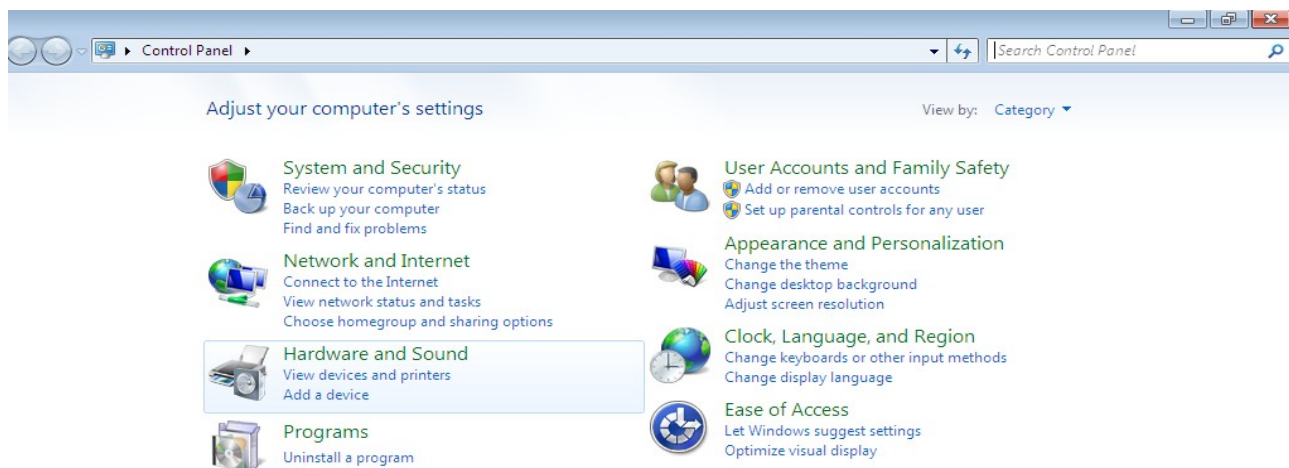 Control Panel
Search Control Panel
Adjust your computer's settings
View by: Category
System and Security
Review your computer's status
Back up your computer
Find and fix problems
Network and Internet
Connect to the Internet
View network status and tasks
Choose homegroup and sharing options
Hardware and Sound
View devices and printers
Add a device
Programs
Uninstall a program
User Accounts and Family Safety
Add or remove user accounts
Set up parental controls for any user
Appearance and Personalization
Change the theme
Change desktop background
Adjust screen resolution
Clock, Language, and Region
Change keyboards or other input methods
Change display language
Ease of Access
Let Windows suggest settings
Optimize visual display